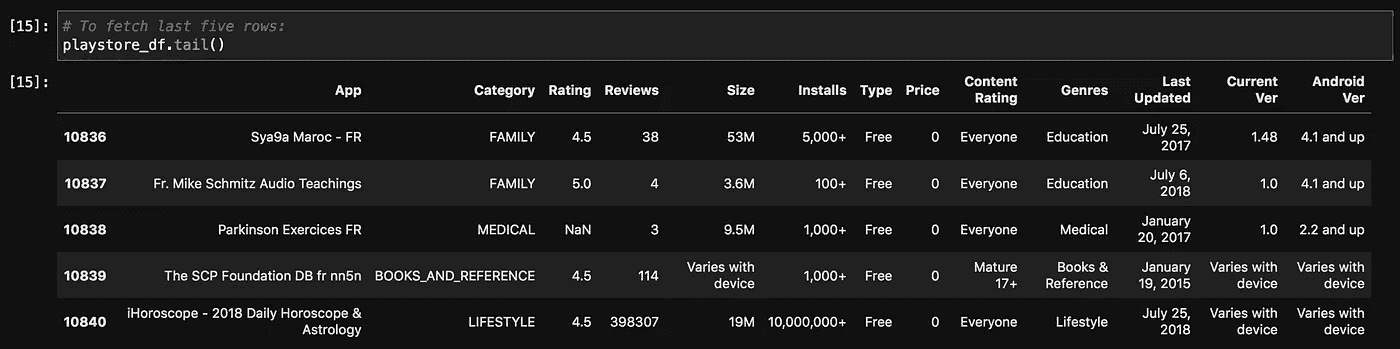 [15]: # To fetch last five rows:
playstore_df.tail()
[15]:
App Category Rating Reviews Size Installs Type Price Content Rating Genres Last Updated Current Ver Android Ver
10836 Sya9a Maroc - FR FAMILY 4.5 38 53M 5,000+ Free 0 Everyone Education July 25, 2017 1.48 4.1 and up
10837 Fr. Mike Schmitz Audio Teachings FAMILY 5.0 4 3.6M 100+ Free 0 Everyone Education July 6, 2018 1.0 4.1 and up
10838 Parkinson Exercices FR MEDICAL NaN 3 9.5M 1,000+ Free 0 Everyone Medical January 20, 2017 1.0 2.2 and up
10839 The SCP Foundation DB fr nn5n BOOKS_AND_REFERENCE 4.5 114 Varies with device 1,000+ Free 0 Mature 17+ Books & Reference January 19, 2015 Varies with device Varies with device
10840 iHoroscope - 2018 Daily Horoscope & Astrology LIFESTYLE 4.5 398307 19M 10,000,000+ Free 0 Everyone Lifestyle July 25, 2018 Varies with device Varies with device